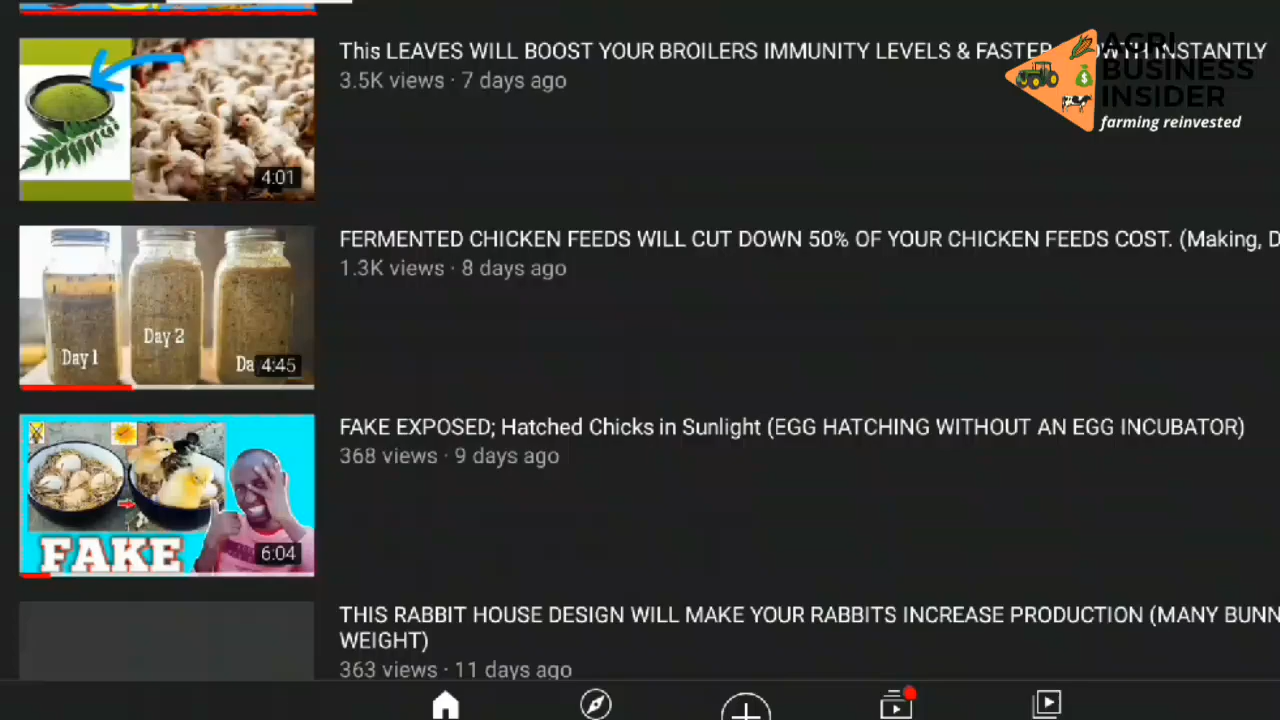 This LEAVES WILL BOOST YOUR BROILERS IMMUNITY LEVELS & FASTER GROWTH INSTANTLY
3.5K views · 7 days ago
AGRI
BUSINESS
INSIDER
farming reinvested
4:01
FERMENTED CHICKEN FEEDS WILL CUT DOWN 50% OF YOUR CHICKEN FEEDS COST. (Making, D
1.3K views · 8 days ago
Day 1
Day 2
Da
4:45
FAKE EXPOSED; Hatched Chicks in Sunlight (EGG HATCHING WITHOUT AN EGG INCUBATOR)
368 views · 9 days ago
FAKE
6:04
THIS RABBIT HOUSE DESIGN WILL MAKE YOUR RABBITS INCREASE PRODUCTION (MANY BUNN
WEIGHT)
363 views · 11 days ago